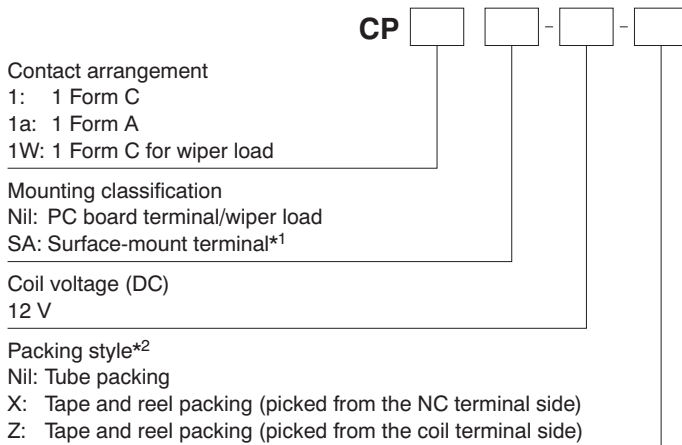 CP - -
Contact arrangement
1: 1 Form C
1a: 1 Form A
1W: 1 Form C for wiper load
Mounting classification
Nil: PC board terminal/wiper load
SA: Surface-mount terminal*1
Coil voltage (DC)
12 V
Packing style*2
Nil: Tube packing
X: Tape and reel packing (picked from the NC terminal side)
Z: Tape and reel packing (picked from the coil terminal side)